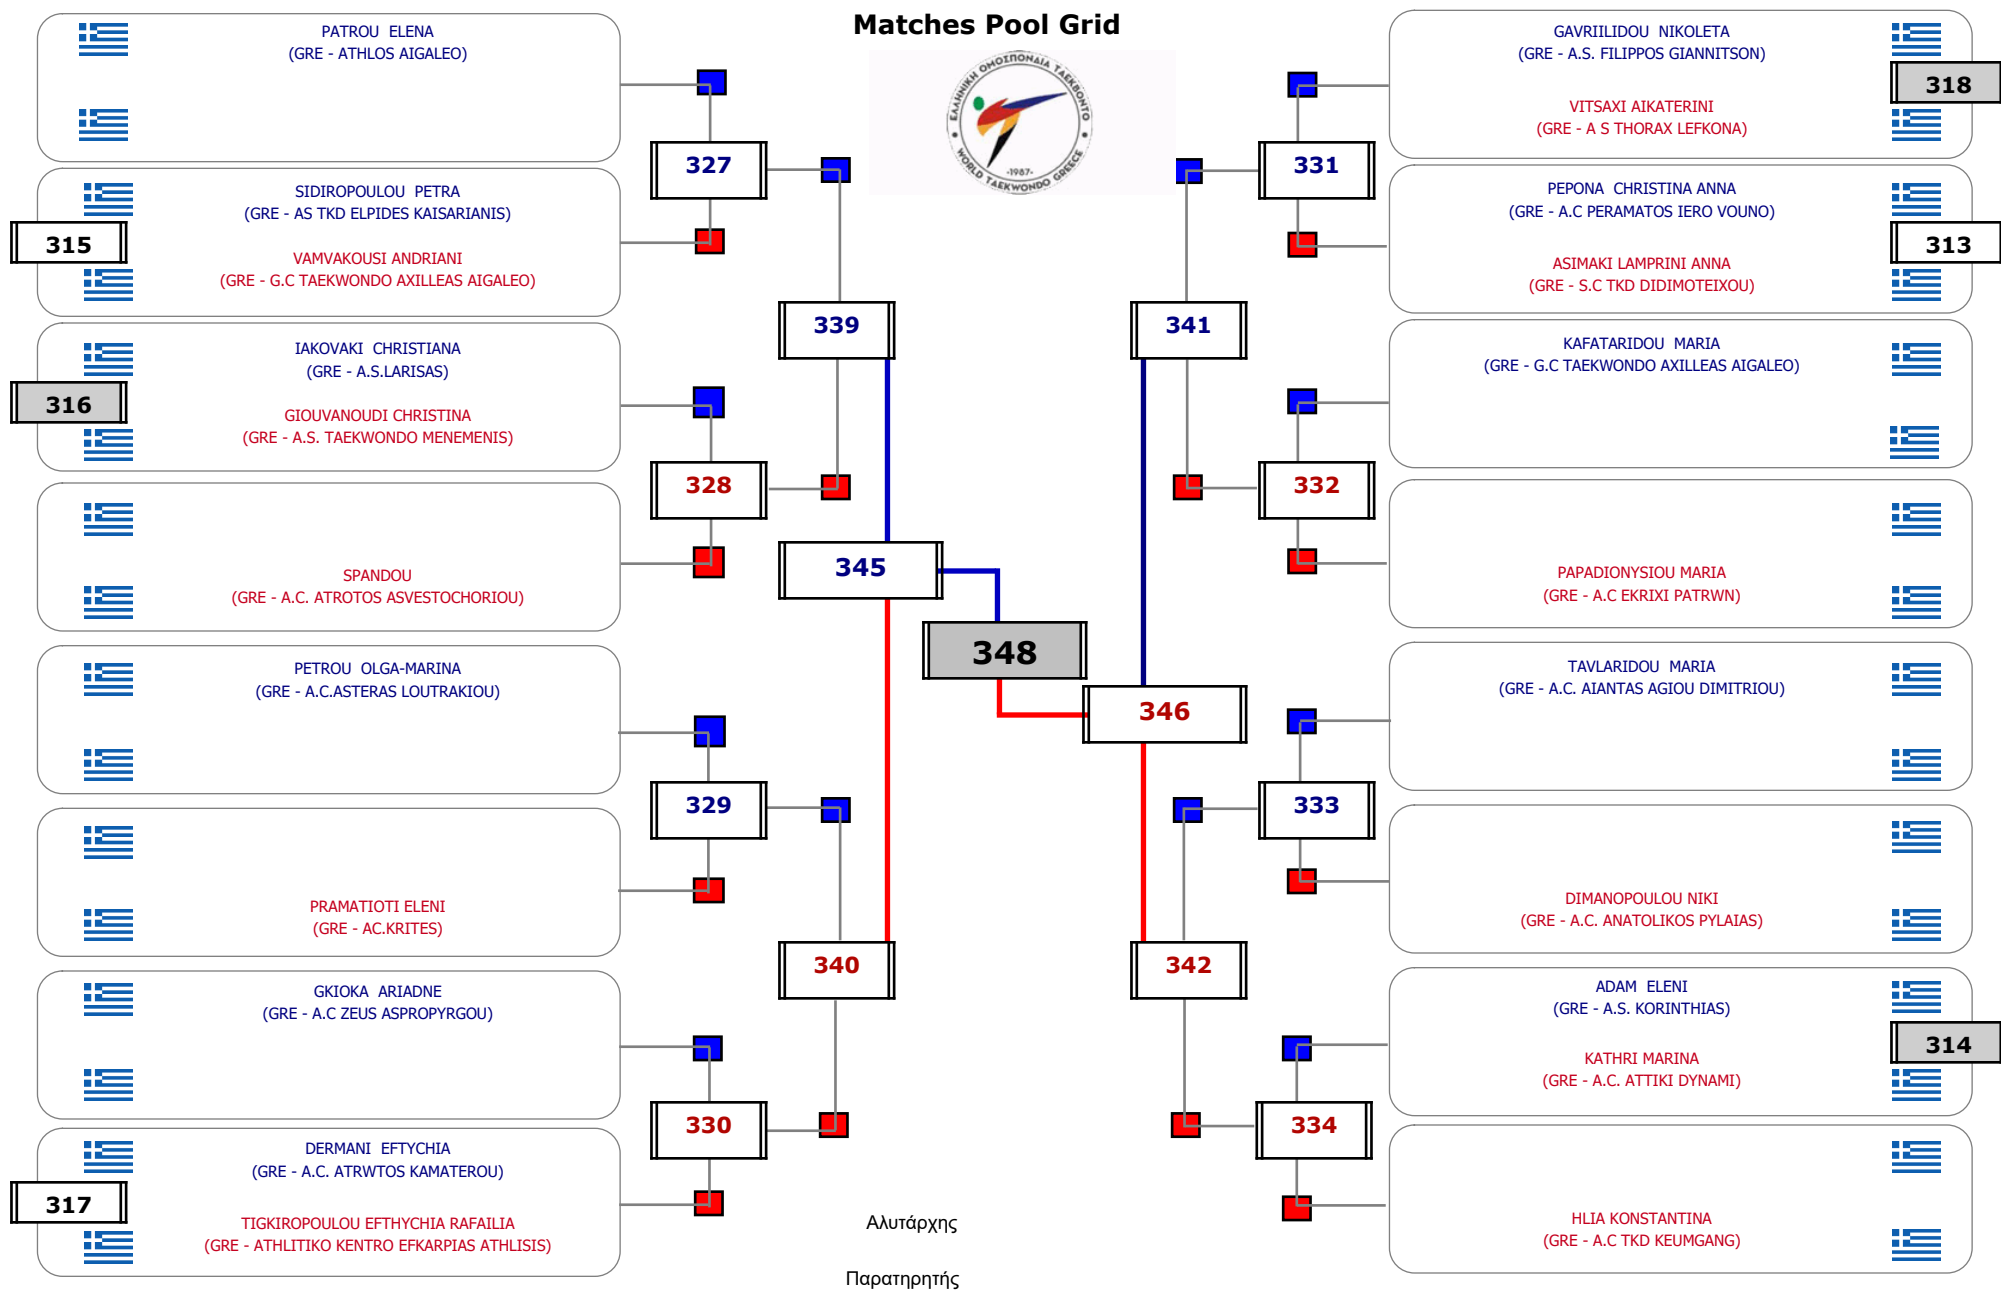 Matches Pool Grid
ΕΛΛΗΝΙΚΗ ΟΜΟΣΠΟΝΔΙΑ ΤΑΕΚΒΟΝΤΟ
-1987-
WORLD TAEKWONDO GREECE
PATROU ELENA
(GRE - ATHLOS AIGALEO)
SIDIROPOULOU PETRA
(GRE - AS TKD ELPIDES KAISARIANIS)
315
VAMVAKOUSI ANDRIANI
(GRE - G.C TAEKWONDO AXILLEAS AIGALEO)
IAKOVAKI CHRISTIANA
(GRE - A.S.LARISAS)
316
GIOUVANOUDI CHRISTINA
(GRE - A.S. TAEKWONDO MENEMENIS)
SPANDOU
(GRE - A.C. ATROTOS ASVESTOCHORIOU)
PETROU OLGA-MARINA
(GRE - A.C.ASTERAS LOUTRAKIOU)
PRAMATIOTI ELENI
(GRE - AC.KRITES)
GKIOKA ARIADNE
(GRE - A.C ZEUS ASPROPYRGOU)
DERMANI EFTYCHIA
(GRE - A.C. ATRWTOS KAMATEROU)
317
TIGKIROPOULOU EFTHYCHIA RAFAILIA
(GRE - ATHLITIKO KENTRO EFKARPIAS ATHLISIS)
327
328
329
330
339
340
345
348
346
341
342
331
332
333
334
GAVRIILIDOU NIKOLETA
(GRE - A.S. FILIPPOS GIANNITSON)
318
VITSAXI AIKATERINI
(GRE - A S THORAX LEFKONA)
PEPONA CHRISTINA ANNA
(GRE - A.C PERAMATOS IERO VOUNO)
313
ASIMAKI LAMPRINI ANNA
(GRE - S.C TKD DIDIMOTEIXOU)
KAFATARIDOU MARIA
(GRE - G.C TAEKWONDO AXILLEAS AIGALEO)
PAPADIONYSIOU MARIA
(GRE - A.C EKRIXI PATRWN)
TAVLARIDOU MARIA
(GRE - A.C. AIANTAS AGIOU DIMITRIOU)
DIMANOPOULOU NIKI
(GRE - A.C. ANATOLIKOS PYLAIAS)
ADAM ELENI
(GRE - A.S. KORINTHIAS)
314
KATHRI MARINA
(GRE - A.C. ATTIKI DYNAMI)
HLIA KONSTANTINA
(GRE - A.C TKD KEUMGANG)
Αλυτάρχης
Παρατηρητής